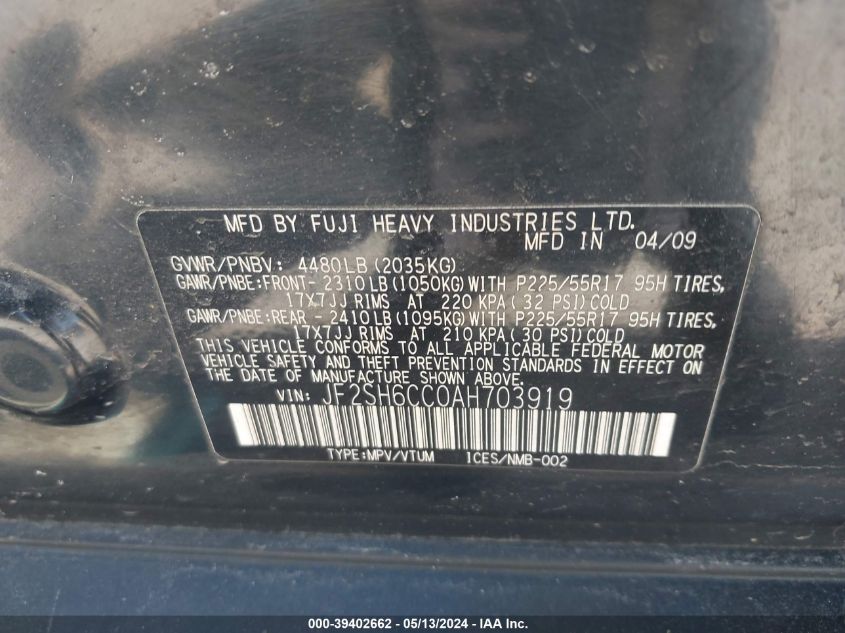 MFD BY FUJI HEAVY INDUSTRIES LTD.
MFD IN 04/09
GVWR/PNBV: 4480LB (2035KG)
GAWR/PNBE:FRONT- 2310LB(1050KG)WITH P225/55R17 95H TIRES,
17X7JJ RIMS AT 220 KPA(32 PSI)COLD
GAWR/PNBE:REAR - 2410LB(1095KG)WITH P225/55R17 95H TIRES,
17X7JJ RIMS AT 210 KPA(30 PSI)COLD
THIS VEHICLE CONFORMS TO ALL APPLICABLE FEDERAL MOTOR
VEHICLE SAFETY AND THEFT PREVENTION STANDARDS IN EFFECT ON
THE DATE OF MANUFACTURE SHOWN ABOVE.
VIN: JF2SH6CC0AH703919
TYPE:MPV/VTUM ICES/NMB-002
000-39402662 - 05/13/2024 - IAA Inc.